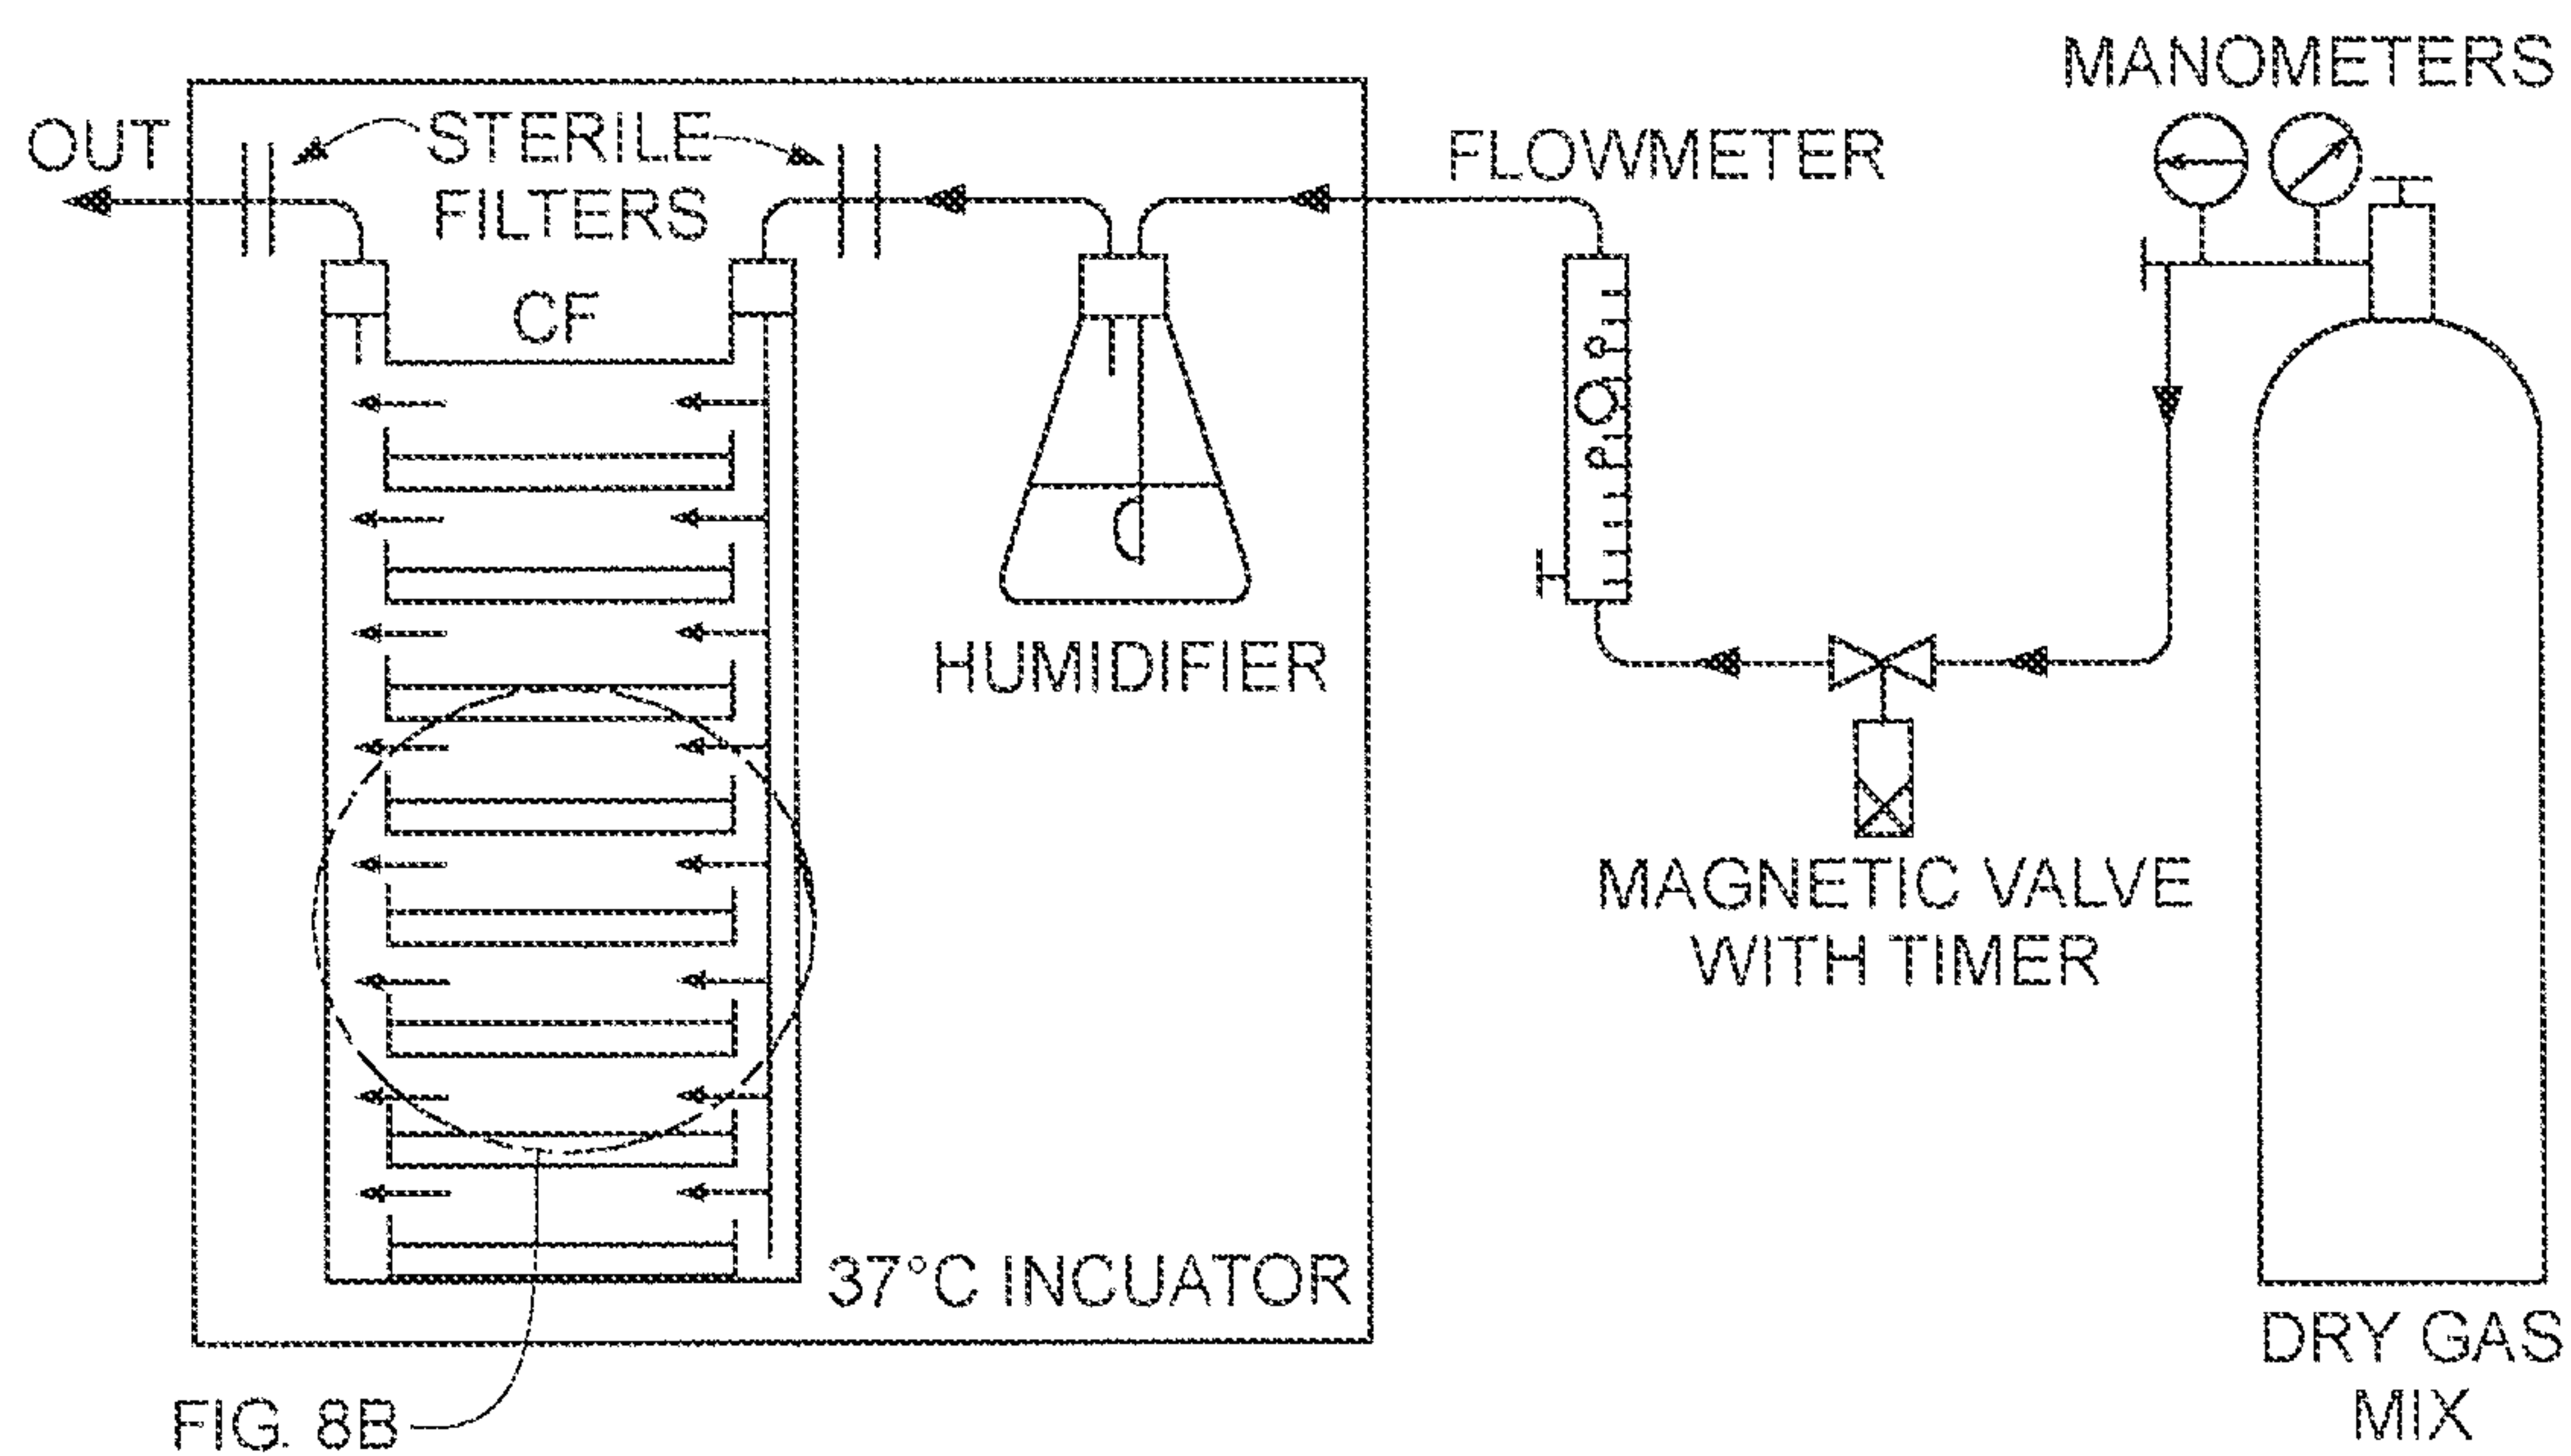 MANOMETERS
OUT
STERILE
FILTERS
FLOWMETER
CF
HUMIDIFIER
MAGNETIC VALVE
WITH TIMER
37°C INCUATOR
DRY GAS
MIX
FIG. 8B